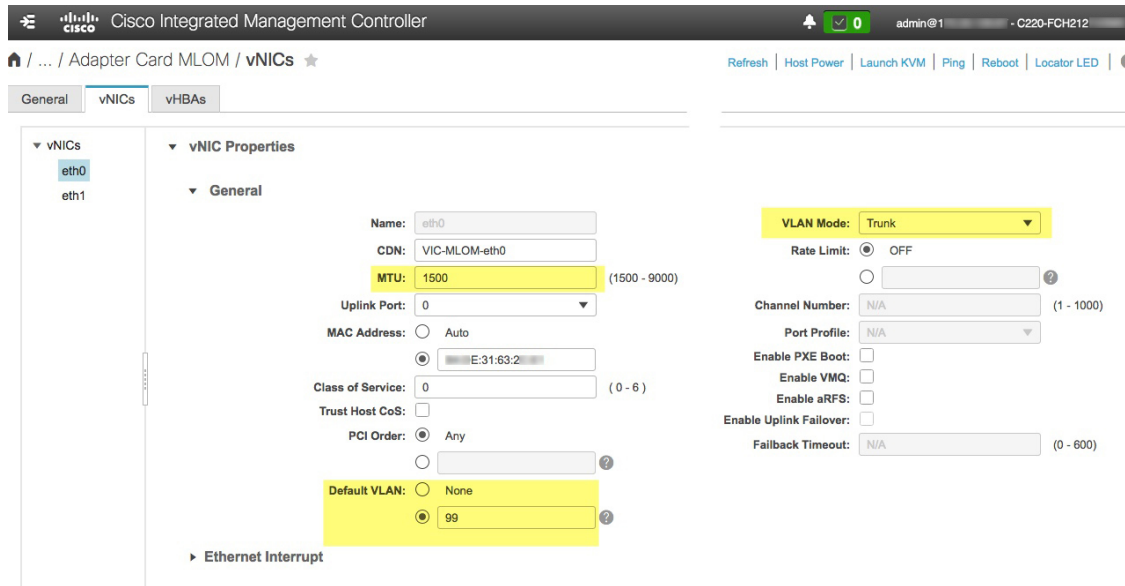 cisco Cisco Integrated Management Controller 0 admin@1 - C220-FCH212
/ ... / Adapter Card MLOM / vNICs
Refresh | Host Power | Launch KVM | Ping | Reboot | Locator LED |
General vNICs vHBAs
vNICs
eth0
eth1
vNIC Properties
General
Name: eth0
CDN: VIC-MLOM-eth0
MTU: 1500 (1500 - 9000)
Uplink Port: 0
MAC Address: Auto
E:31:63:2
Class of Service: 0 ( 0 - 6 )
Trust Host CoS:
PCI Order: Any
?
Default VLAN: None
99 ?
Ethernet Interrupt
VLAN Mode: Trunk
Rate Limit: OFF
?
Channel Number: N/A (1 - 1000)
Port Profile: N/A
Enable PXE Boot:
Enable VMQ:
Enable aRFS:
Enable Uplink Failover:
Failback Timeout: N/A (0 - 600)